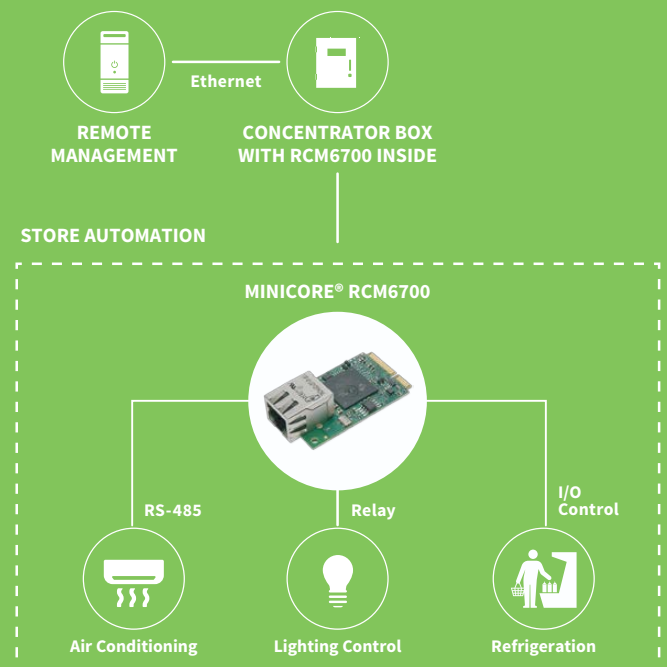 Ethernet
REMOTE
MANAGEMENT
CONCENTRATOR BOX
WITH RCM6700 INSIDE
STORE AUTOMATION
MINICORE® RCM6700
RS-485
Relay
I/O
Control
Air Conditioning
Lighting Control
Refrigeration